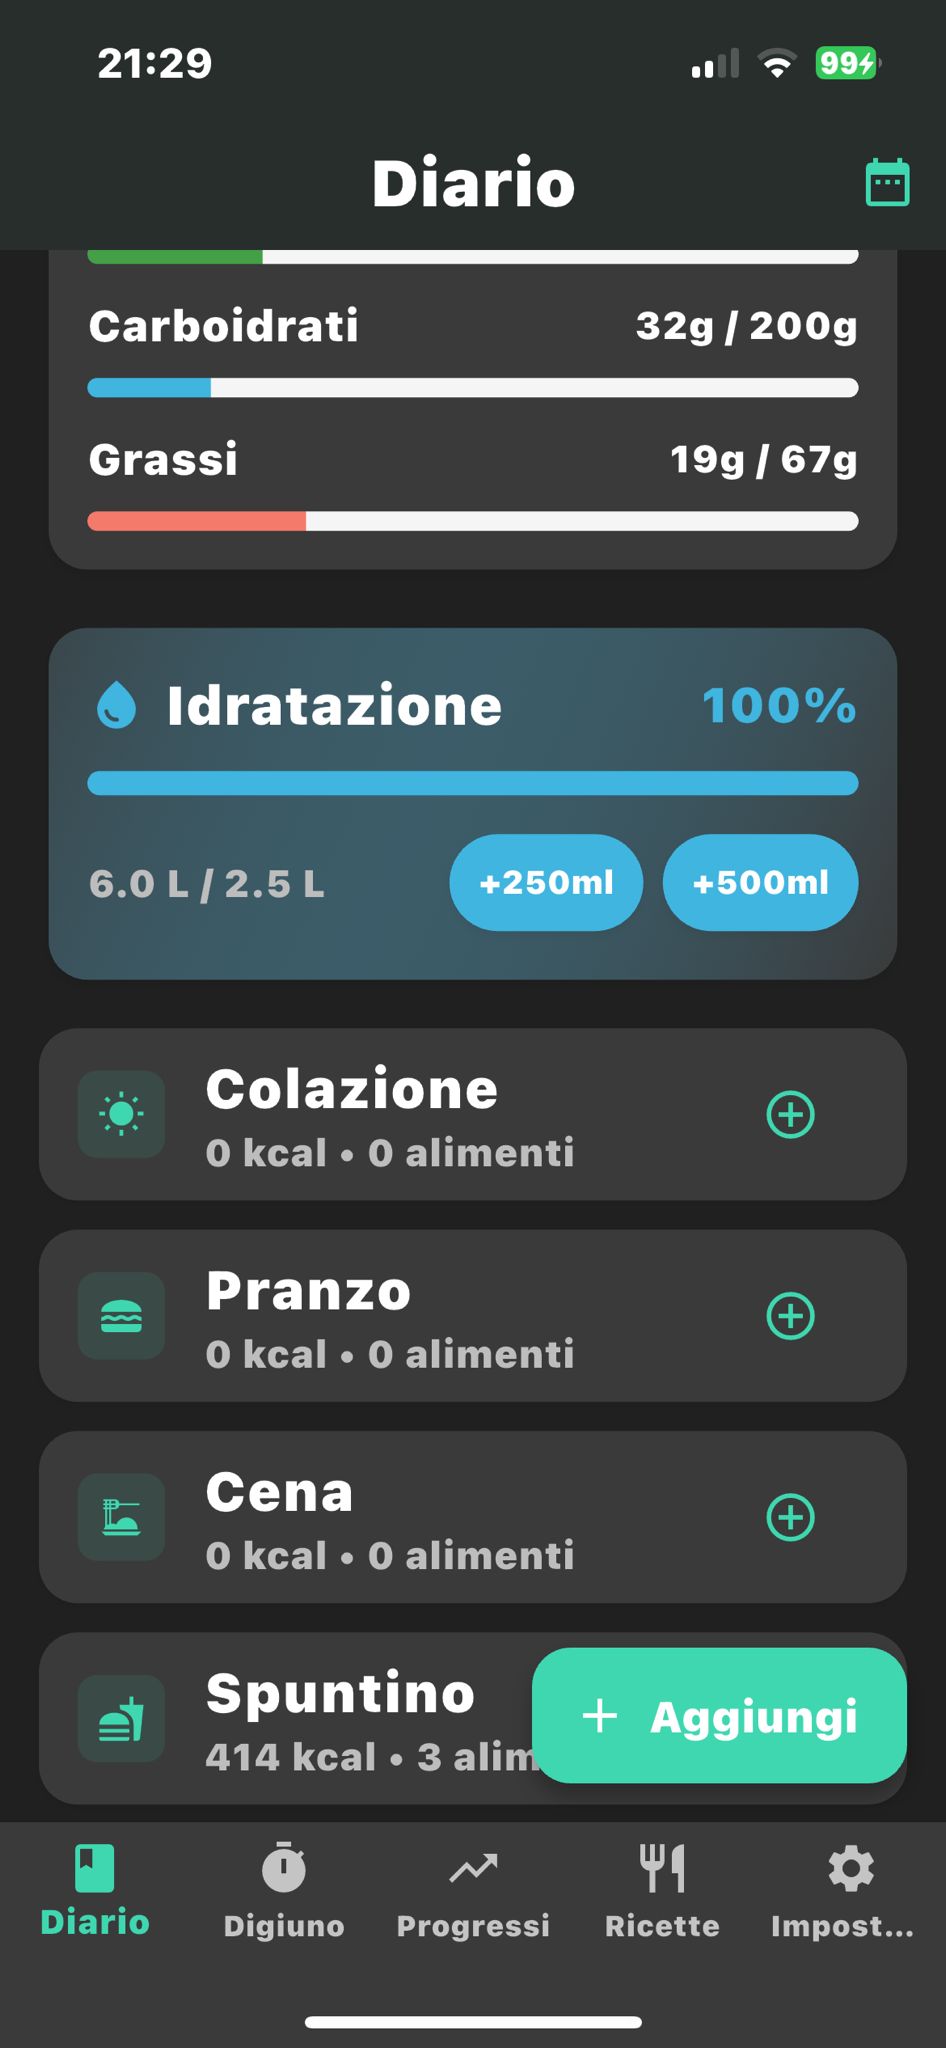 21:29
99
Diario
Carboidrati 32g / 200g
Grassi 19g / 67g
Idratazione 100%
6.0 L / 2.5 L +250ml +500ml
Colazione
0 kcal • 0 alimenti
Pranzo
0 kcal • 0 alimenti
Cena
0 kcal • 0 alimenti
Spuntino
414 kcal • 3 alim
+ Aggiungi
Diario Digiuno Progressi Ricette Impost...